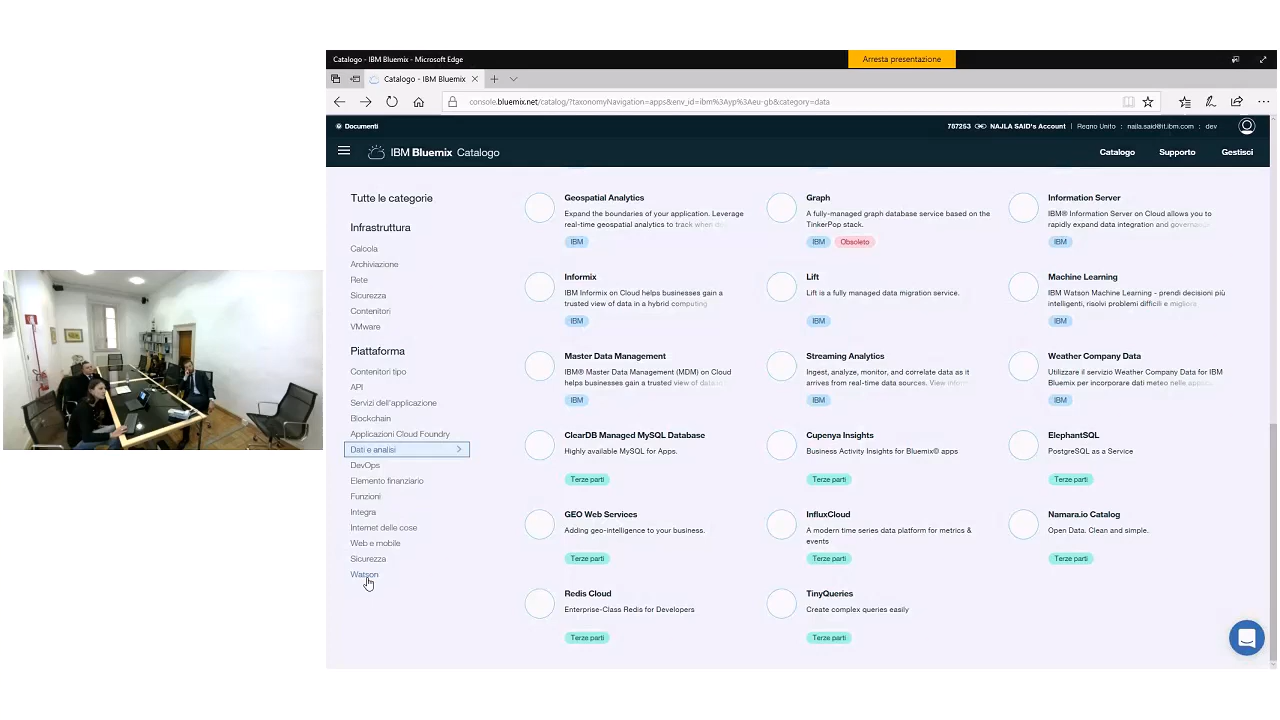 Catalogo - IBM Bluemix - Microsoft Edge
Arresta presentazione
Catalogo - IBM Bluemix
console.bluemix.net/catalog/?taxonomyNavigation=apps&env_id=ibm%3Ayp%3Aeu-gb&category=data
Documenti
787253 NAJLA SAID's Account | Regno Unito : najla.said@it.ibm.com : dev
IBM Bluemix Catalogo
Catalogo
Supporto
Gestisci
Tutte le categorie
Infrastruttura
Calcola
Archiviazione
Rete
Sicurezza
Contenitori
VMware
Piattaforma
Contenitori tipo
API
Servizi dell'applicazione
Blockchain
Applicazioni Cloud Foundry
Dati e analisi
DevOps
Elemento finanziario
Funzioni
Integra
Internet delle cose
Web e mobile
Sicurezza
Watson
Geospatial Analytics
Expand the boundaries of your application. Leverage
real-time geospatial analytics to track when
IBM
Graph
A fully-managed graph database service based on the
TinkerPop stack.
IBM
Obsoleto
Information Server
IBM® Information Server on Cloud allows you to
rapidly expand data integration and governance
IBM
Informix
IBM Informix on Cloud helps businesses gain a
trusted view of data in a hybrid computing
IBM
Lift
Lift is a fully managed data migration service.
IBM
Machine Learning
IBM Watson Machine Learning - prendi decisioni più
intelligenti, risolvi problemi difficili e migliora
IBM
Master Data Management
IBM® Master Data Management (MDM) on Cloud
helps businesses gain a trusted view of data
IBM
Streaming Analytics
Ingest, analyze, monitor, and correlate data as it
arrives from real-time data sources. View
IBM
Weather Company Data
Utilizzare il servizio Weather Company Data for IBM
Bluemix per incorporare dati meteo nelle
IBM
ClearDB Managed MySQL Database
Highly available MySQL for Apps.
Terze parti
Cupenya Insights
Business Activity Insights for Bluemix© apps
Terze parti
ElephantSQL
PostgreSQL as a Service
Terze parti
GEO Web Services
Adding geo-intelligence to your business.
Terze parti
InfluxCloud
A modern time series data platform for metrics &
events
Terze parti
Namara.io Catalog
Open Data. Clean and simple.
Terze parti
Redis Cloud
Enterprise-Class Redis for Developers
Terze parti
TinyQueries
Create complex queries easily
Terze parti